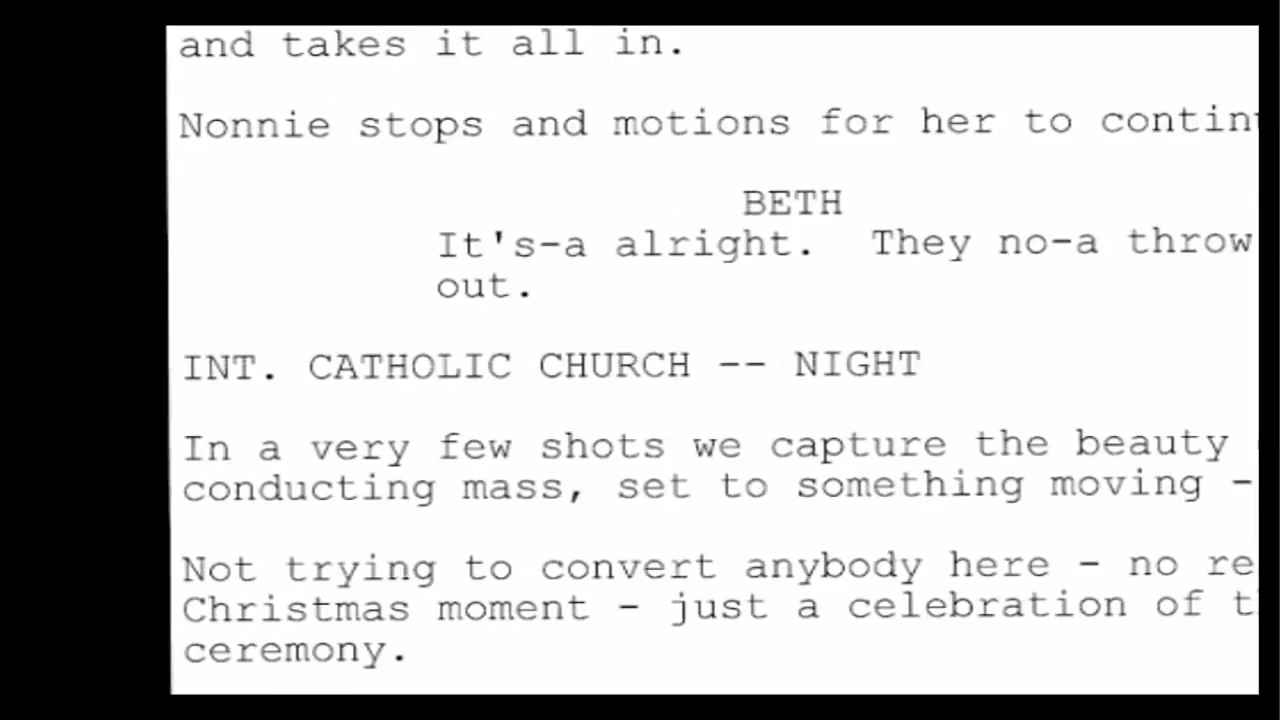 and takes it all in.
Nonnie stops and motions for her to
BETH
It's-a alright. They no-a throw
out.
INT. CATHOLIC CHURCH -- NIGHT
In a very few shots we capture the beauty
conducting mass, set to something moving -
Not trying to convert anybody here - no
Christmas moment - just a celebration of
ceremony.